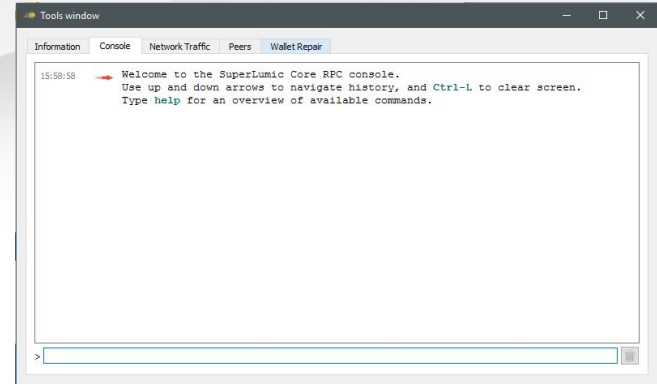 Tools window
Information Console Network Traffic Peers Wallet Repair
15:58:58 Welcome to the SuperLumic Core RPC console.
Use up and down arrows to navigate history, and Ctrl-L to clear screen.
Type help for an overview of available commands.
>